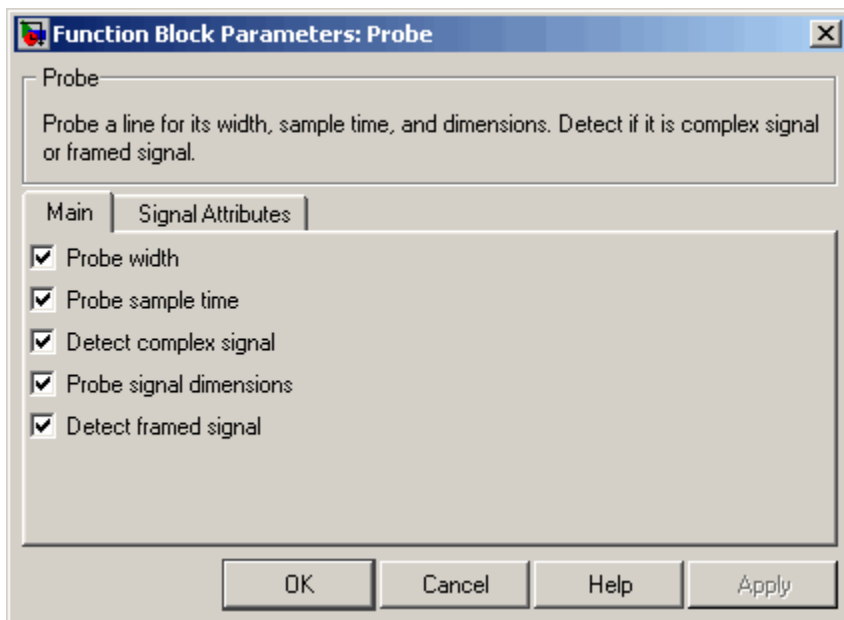 Function Block Parameters: Probe
Probe
Probe a line for its width, sample time, and dimensions. Detect if it is complex signal
or framed signal.
Main
Signal Attributes
Probe width
Probe sample time
Detect complex signal
Probe signal dimensions
Detect framed signal
OK
Cancel
Help
Apply